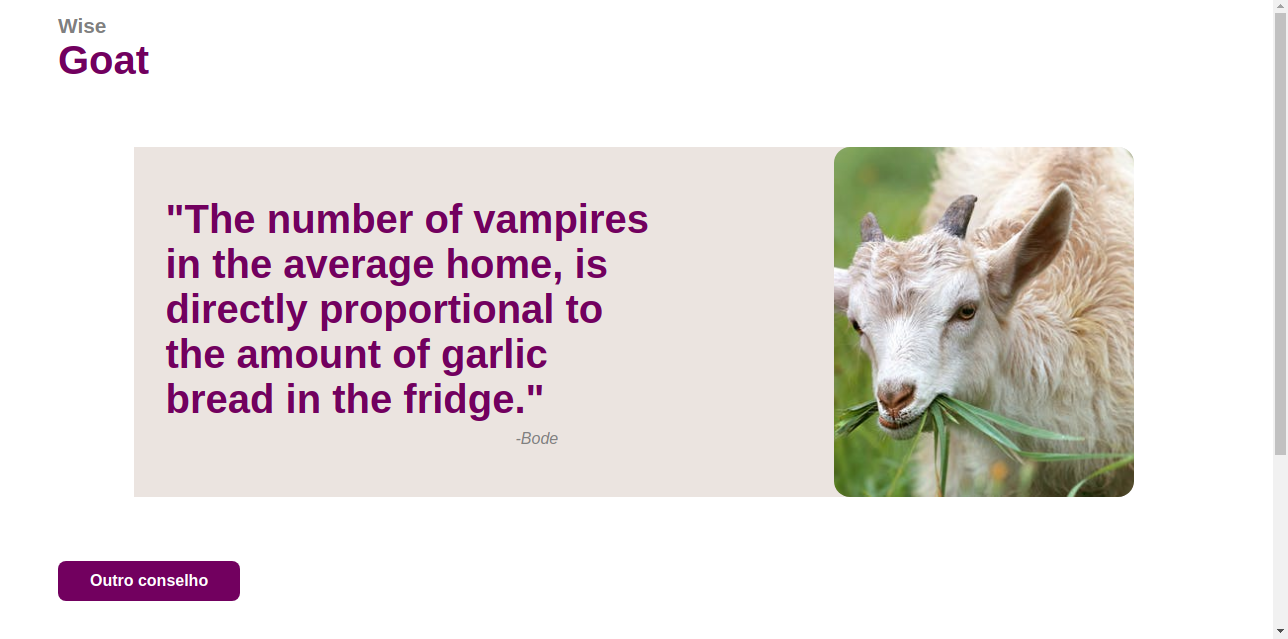 Wise
Goat
"The number of vampires
in the average home, is
directly proportional to
the amount of garlic
bread in the fridge."
-Bode
Outro conselho